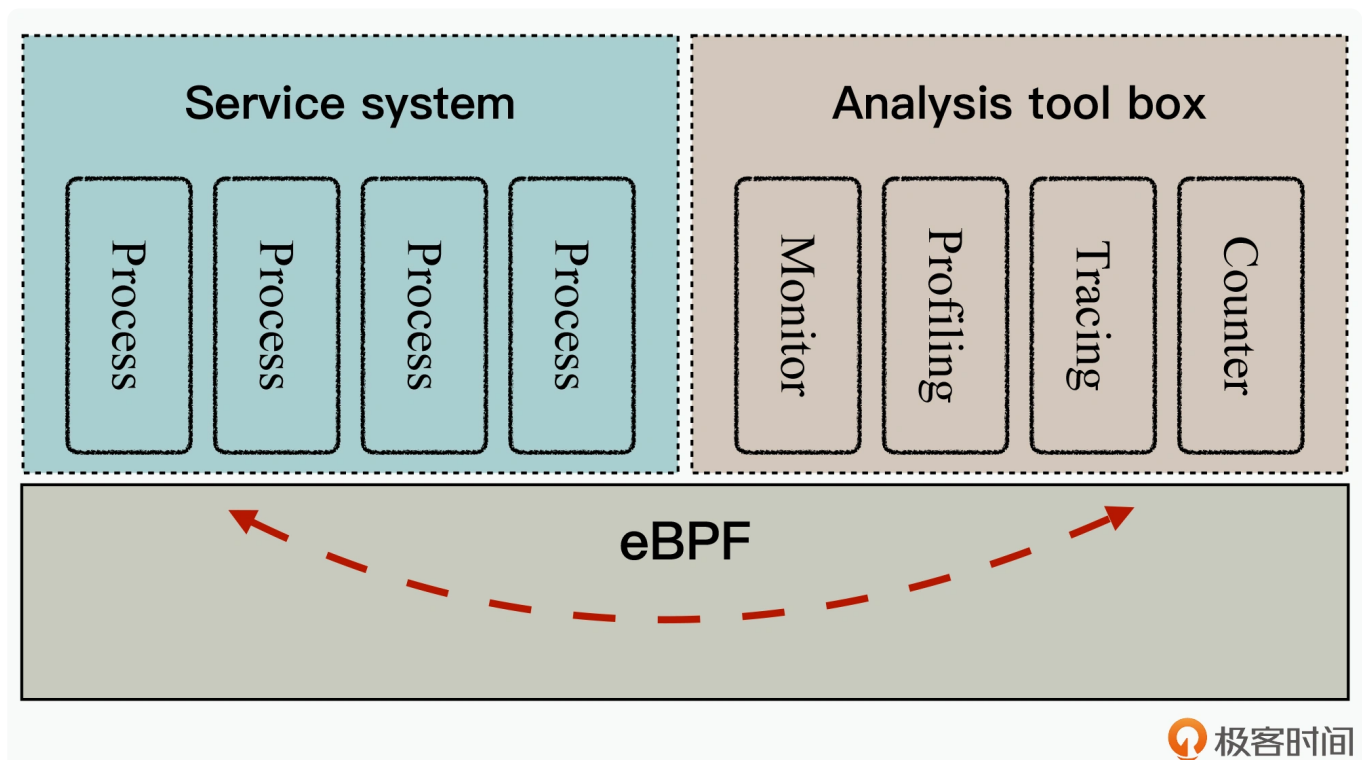 Service system
Analysis tool box
Process
Process
Process
Process
Monitor
Profiling
Tracing
Counter
eBPF
极客时间